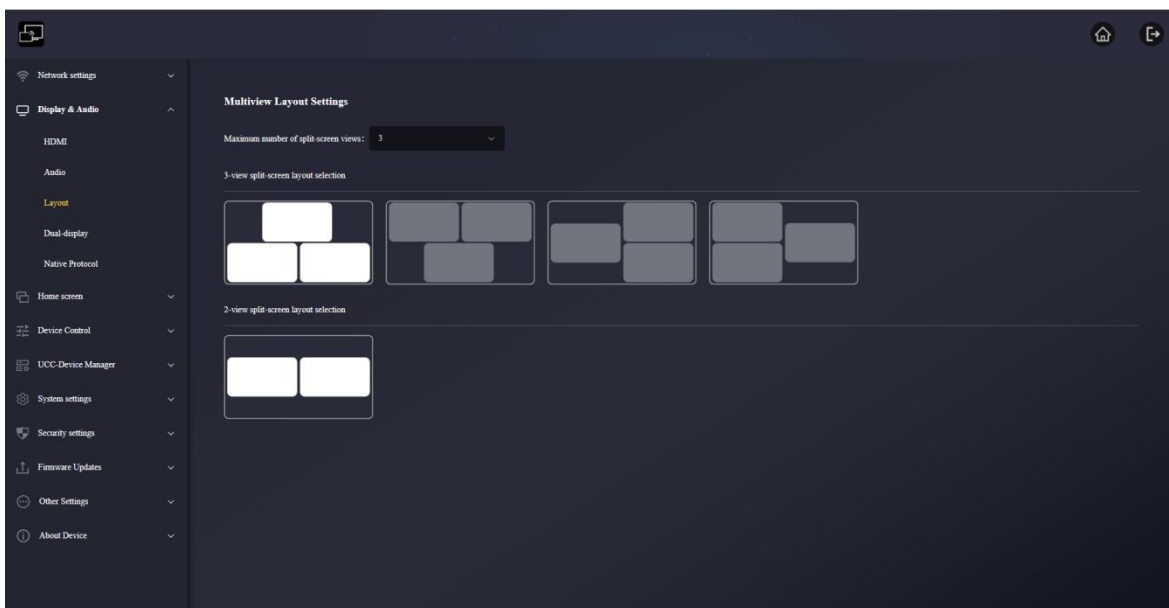 Network settings
Display & Audio
HDMI
Audio
Layout
Dual-display
Native Protocol
Home screen
Device Control
UCC-Device Manager
System settings
Security settings
Firmware Updates
Other Settings
About Device
Multiview Layout Settings
Maximum number of split-screen views: 3
3-view split-screen layout selection
2-view split-screen layout selection